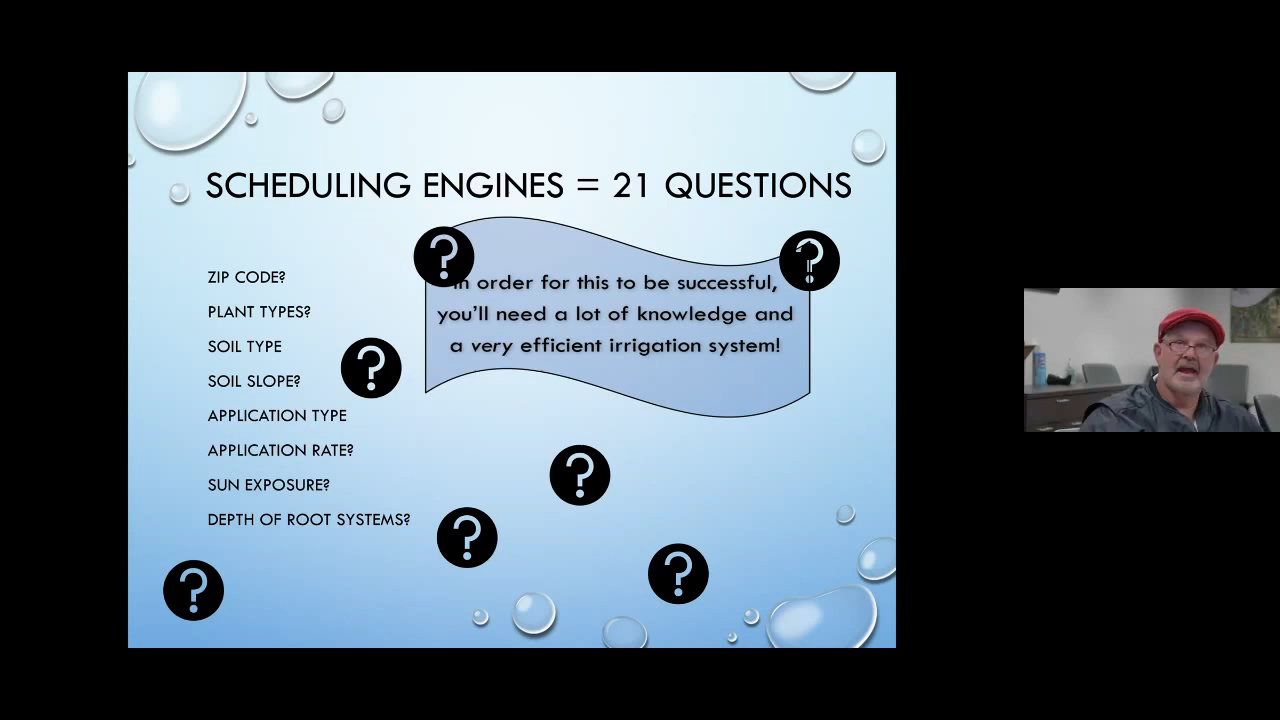 SCHEDULING ENGINES = 21 QUESTIONS
ZIP CODE?
PLANT TYPES?
SOIL TYPE
SOIL SLOPE?
APPLICATION TYPE
APPLICATION RATE?
SUN EXPOSURE?
DEPTH OF ROOT SYSTEMS?
In order for this to be successful,
you'll need a lot of knowledge and
a very efficient irrigation system!
?
?
?
?
?
?
?